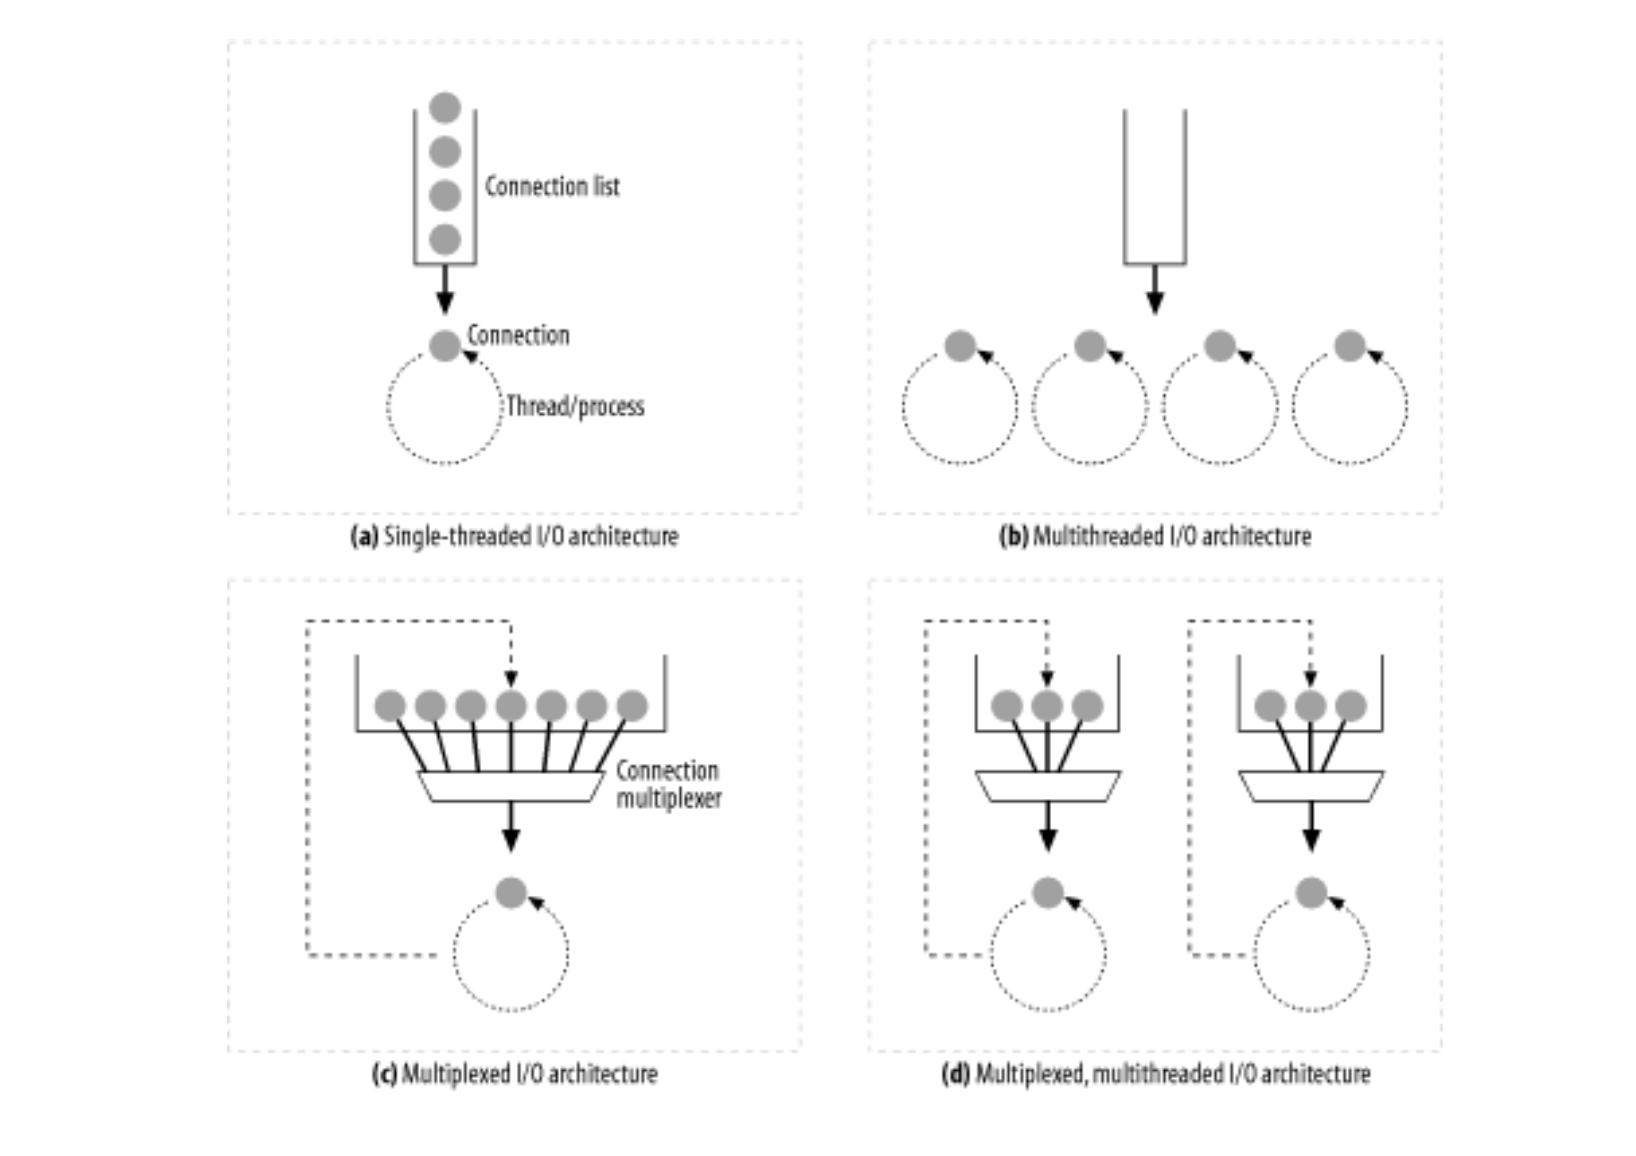 Connection list
Connection
Thread/process
(a) Single-threaded I/O architecture
(b) Multithreaded I/O architecture
Connection
multiplexer
(c) Multiplexed I/O architecture
(d) Multiplexed, multithreaded I/O architecture